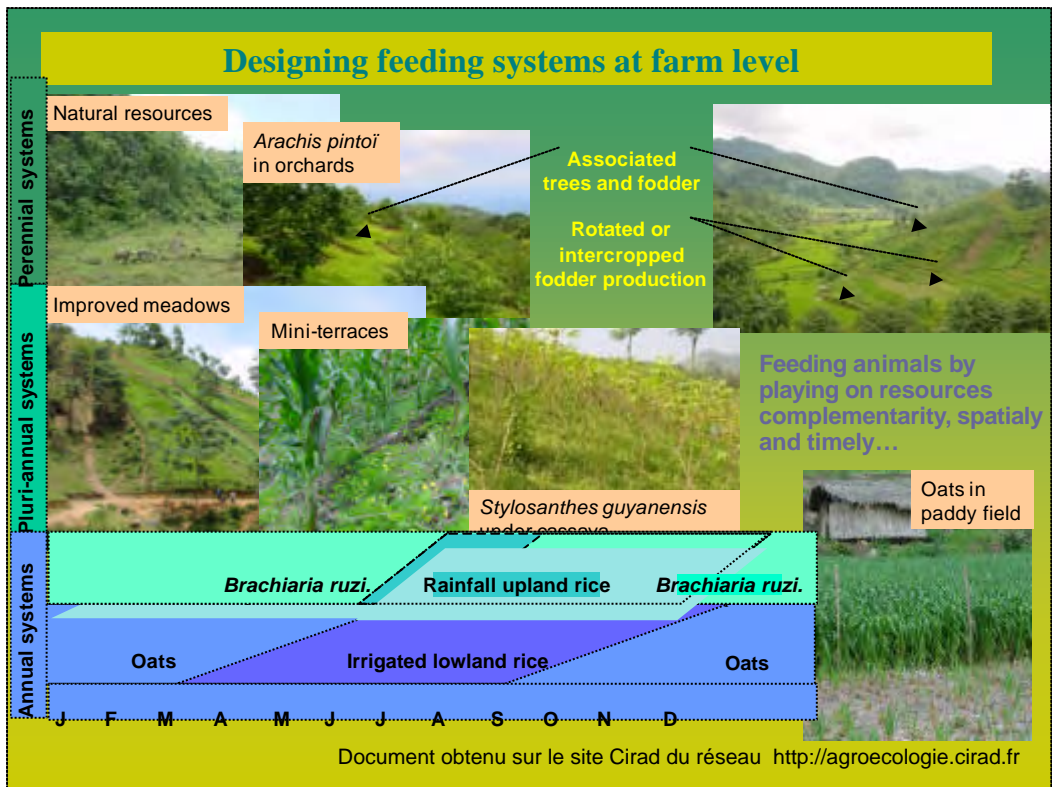 Designing feeding systems at farm level
Perennial systems
Natural resources
Arachis pintoï
in orchards
Associated
trees and fodder
Rotated or
intercropped
fodder production
Pluri-annual systems
Improved meadows
Mini-terraces
Stylosanthes guyanensis
under cassava
Feeding animals by
playing on resources
complementarity, spatialy
and timely…
Oats in
paddy field
Annual systems
Brachiaria ruzi. Rainfall upland rice Brachiaria ruzi.
Oats Irrigated lowland rice Oats
J F M A M J J A S O N D
Document obtenu sur le site Cirad du réseau http://agroecologie.cirad.fr